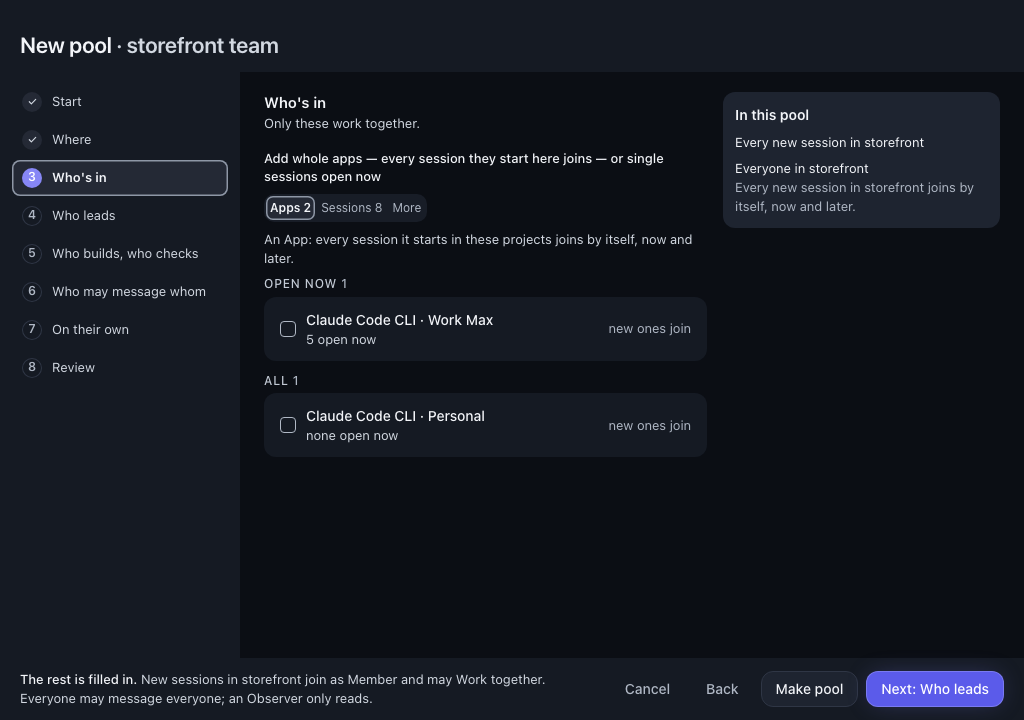 New pool · storefront team
Start
Where
3 Who's in
4 Who leads
5 Who builds, who checks
6 Who may message whom
7 On their own
8 Review
Who's in
Only these work together.
Add whole apps — every session they start here joins — or single
sessions open now
Apps 2 Sessions 8 More
An App: every session it starts in these projects joins by itself, now and
later.
OPEN NOW 1
Claude Code CLI · Work Max
5 open now
new ones join
ALL 1
Claude Code CLI · Personal
none open now
new ones join
In this pool
Every new session in storefront
Everyone in storefront
Every new session in storefront joins by
itself, now and later.
The rest is filled in. New sessions in storefront join as Member and may Work together.
Everyone may message everyone; an Observer only reads.
Cancel Back Make pool Next: Who leads